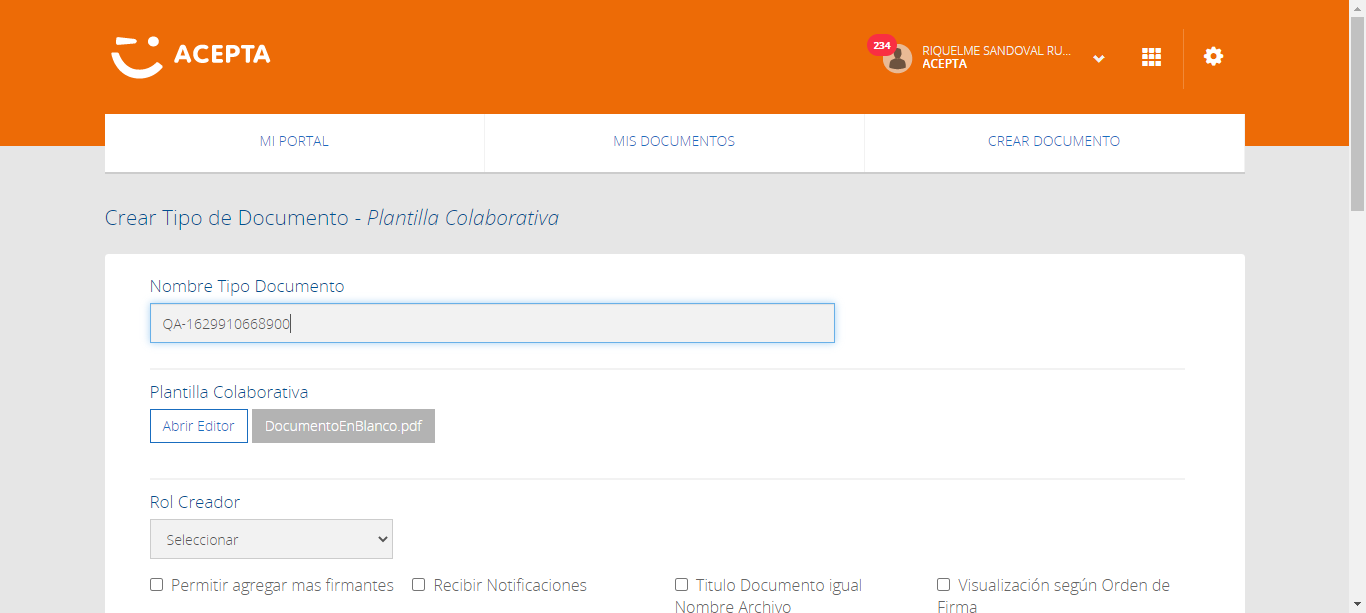 ACEPTA
234
RIQUELME SANDOVAL RU...
ACEPTA
MI PORTAL
MIS DOCUMENTOS
CREAR DOCUMENTO
Crear Tipo de Documento - Plantilla Colaborativa
Nombre Tipo Documento
QA-1629910668900
Plantilla Colaborativa
Abrir Editor
DocumentoEnBlanco.pdf
Rol Creador
Seleccionar
Permitir agregar mas firmantes
Recibir Notificaciones
Titulo Documento igual
Nombre Archivo
Visualización según Orden de
Firma